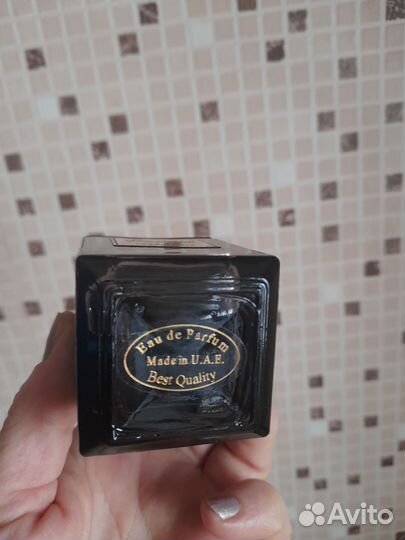 Eau de Parfum
Made in U.A.E.
Best Quality
Avito